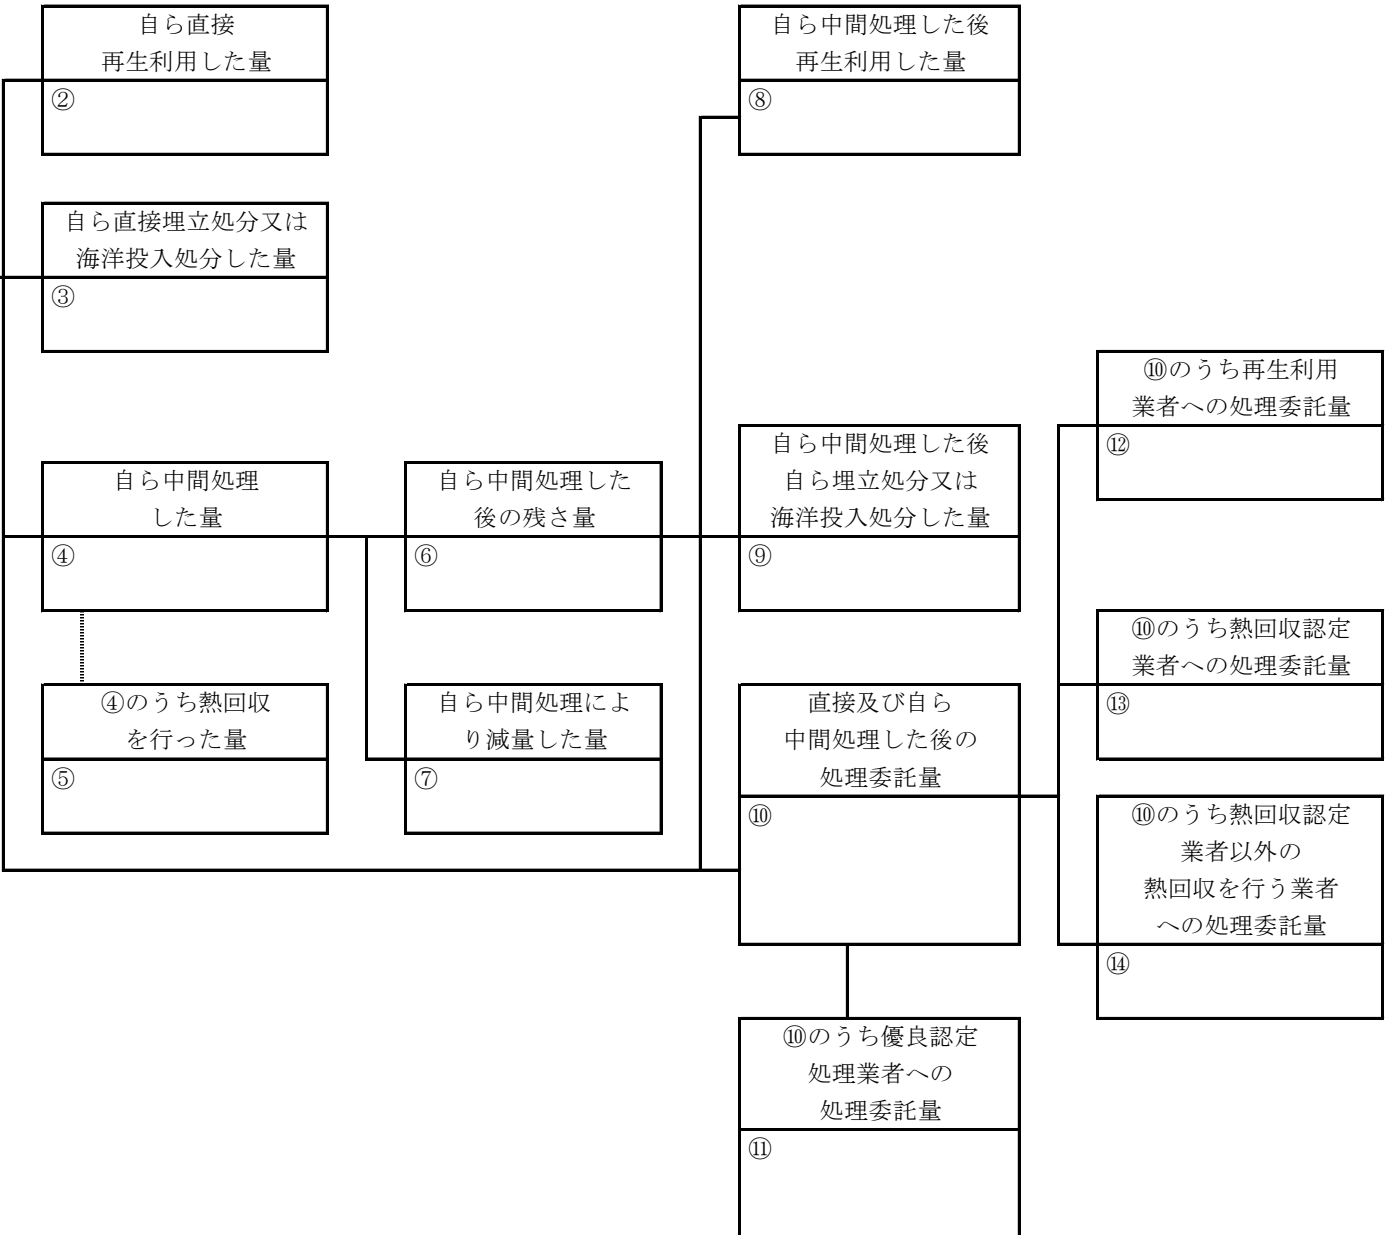 自ら直接
再生利用した量
②
自ら直接埋立処分又は
海洋投入処分した量
③
自ら中間処理
した量
④
④のうち熱回収
を行った量
⑤
自ら中間処理した
後の残さ量
⑥
自ら中間処理によ
り減量した量
⑦
自ら中間処理した後
再生利用した量
⑧
自ら中間処理した後
自ら埋立処分又は
海洋投入処分した量
⑨
直接及び自ら
中間処理した後の
処理委託量
⑩
⑩のうち優良認定
処理業者への
処理委託量
⑪
⑩のうち再生利用
業者への処理委託量
⑫
⑩のうち熱回収認定
業者への処理委託量
⑬
⑩のうち熱回収認定
業者以外の
熱回収を行う業者
への処理委託量
⑭